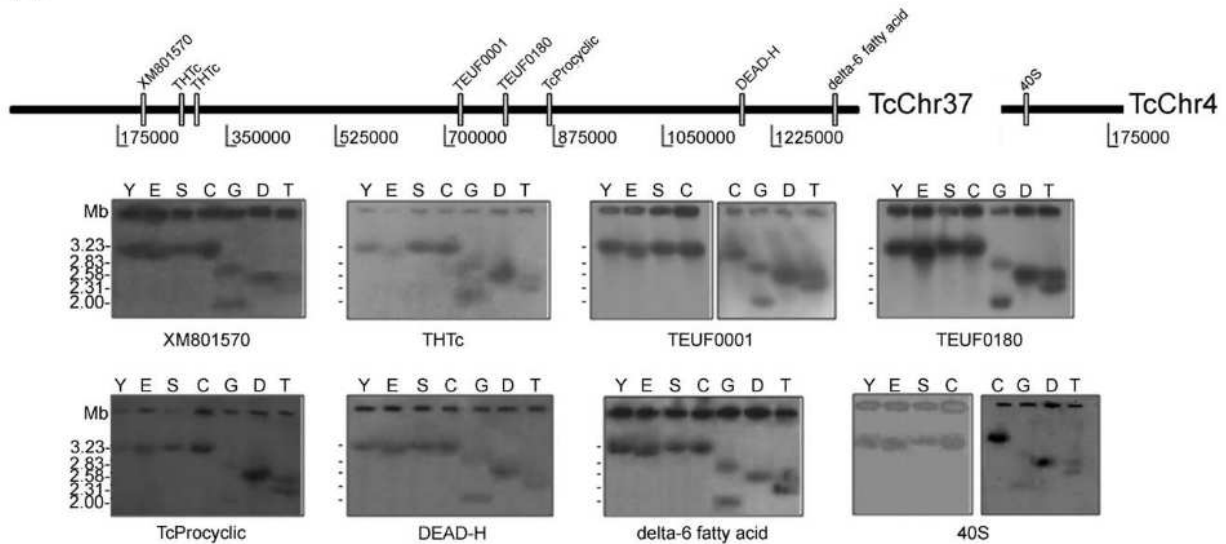 XM801570 THTc THTc TEUF0001 TEUF0180 TcProcyclic DEAD-H delta-6 fatty acid 40S
TcChr37 TcChr4
175000 350000 525000 700000 875000 1050000 1225000 175000
Y E S C G D T Y E S C G D T Y E S C C G D T Y E S C G D T
Mb
3.23-
2.83-
2.58-
2.31-
2.00-
XM801570 THTc TEUF0001 TEUF0180
Y E S C G D T Y E S C G D T Y E S C G D T Y E S C C G D T
Mb
3.23-
2.83-
2.58-
2.31-
2.00-
TcProcyclic DEAD-H delta-6 fatty acid 40S